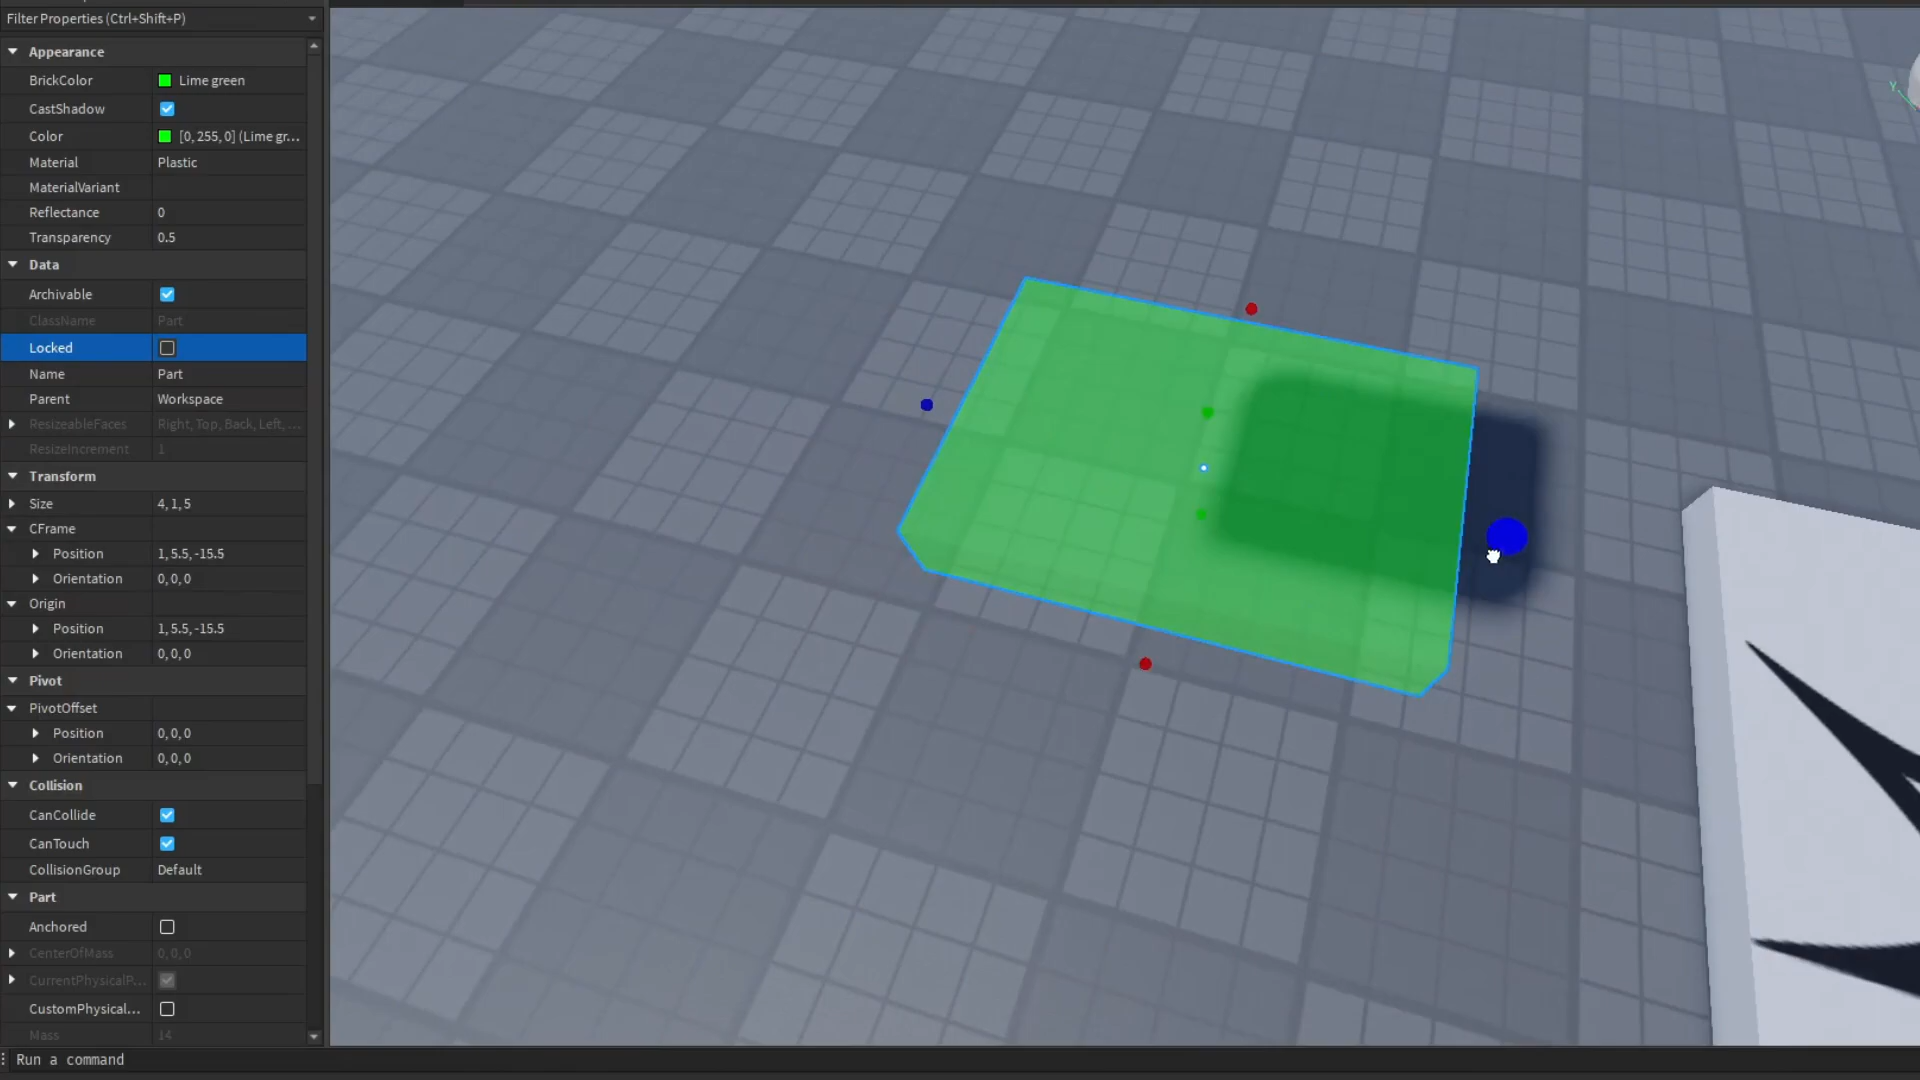 Filter Properties (Ctrl+Shift+P)
Appearance
BrickColor Lime green
CastShadow
Color [0, 255, 0] (Lime gr...
Material Plastic
MaterialVariant
Reflectance 0
Transparency 0.5
Data
Archivable
ClassName Part
Locked
Name Part
Parent Workspace
ResizeableFaces Right, Top, Back, Left, ...
ResizeIncrement 1
Transform
Size 4, 1, 5
CFrame
Position 1, 5.5, -15.5
Orientation 0, 0, 0
Origin
Position 1, 5.5, -15.5
Orientation 0, 0, 0
Pivot
PivotOffset
Position 0, 0, 0
Orientation 0, 0, 0
Collision
CanCollide
CanTouch
CollisionGroup Default
Part
Anchored
CenterOfMass 0, 0, 0
CurrentPhysicalP...
CustomPhysical...
Mass 14
Run a command
Y